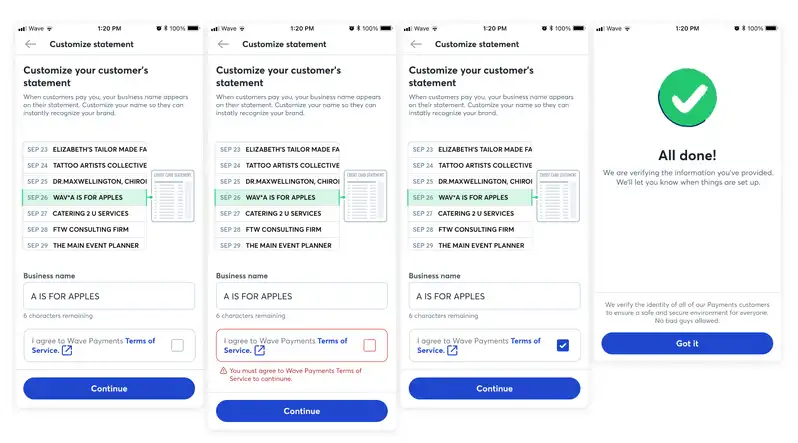 Wave 1:20 PM 100%
Customize statement
Customize your customer's
statement
When customers pay you, your business name appears
on their statement. Customize your name so they can
instatly recognize your brand.
SEP 23 ELIZABETH'S TAILOR MADE FA
SEP 24 TATTOO ARTISTS COLLECTIVE
SEP 25 DR.MAXWELLINGTON, CHIRO
SEP 26 WAV*A IS FOR APPLES
SEP 27 CATERING 2 U SERVICES
SEP 28 FTW CONSULTING FIRM
SEP 29 THE MAIN EVENT PLANNER
CREDIT CARD STATEMENT
Business name
A IS FOR APPLES
6 characters remaining
I agree to Wave Payments Terms of
Service.
Continue
Wave 1:20 PM 100%
Customize statement
Customize your customer's
statement
When customers pay you, your business name appears
on their statement. Customize your name so they can
instatly recognize your brand.
SEP 23 ELIZABETH'S TAILOR MADE FA
SEP 24 TATTOO ARTISTS COLLECTIVE
SEP 25 DR.MAXWELLINGTON, CHIRO
SEP 26 WAV*A IS FOR APPLES
SEP 27 CATERING 2 U SERVICES
SEP 28 FTW CONSULTING FIRM
SEP 29 THE MAIN EVENT PLANNER
CREDIT CARD STATEMENT
Business name
A IS FOR APPLES
6 characters remaining
I agree to Wave Payments Terms of
Service.
You must agree to Wave Payments Terms of
Service to continune.
Continue
Wave 1:20 PM 100%
Customize statement
Customize your customer's
statement
When customers pay you, your business name appears
on their statement. Customize your name so they can
instatly recognize your brand.
SEP 23 ELIZABETH'S TAILOR MADE FA
SEP 24 TATTOO ARTISTS COLLECTIVE
SEP 25 DR.MAXWELLINGTON, CHIROI
SEP 26 WAV*A IS FOR APPLES
SEP 27 CATERING 2 U SERVICES
SEP 28 FTW CONSULTING FIRM
SEP 29 THE MAIN EVENT PLANNER
CREDIT CARD STATEMENT
Business name
A IS FOR APPLES
6 characters remaining
I agree to Wave Payments Terms of
Service.
Continue
Wave 1:20 PM 100%
All done!
We are verifying the information you've provided.
We'll let you know when things are set up.
We verify the identity of all of our Payments customers
to ensure a safe and secure environment for everyone.
No bad guys allowed.
Got it